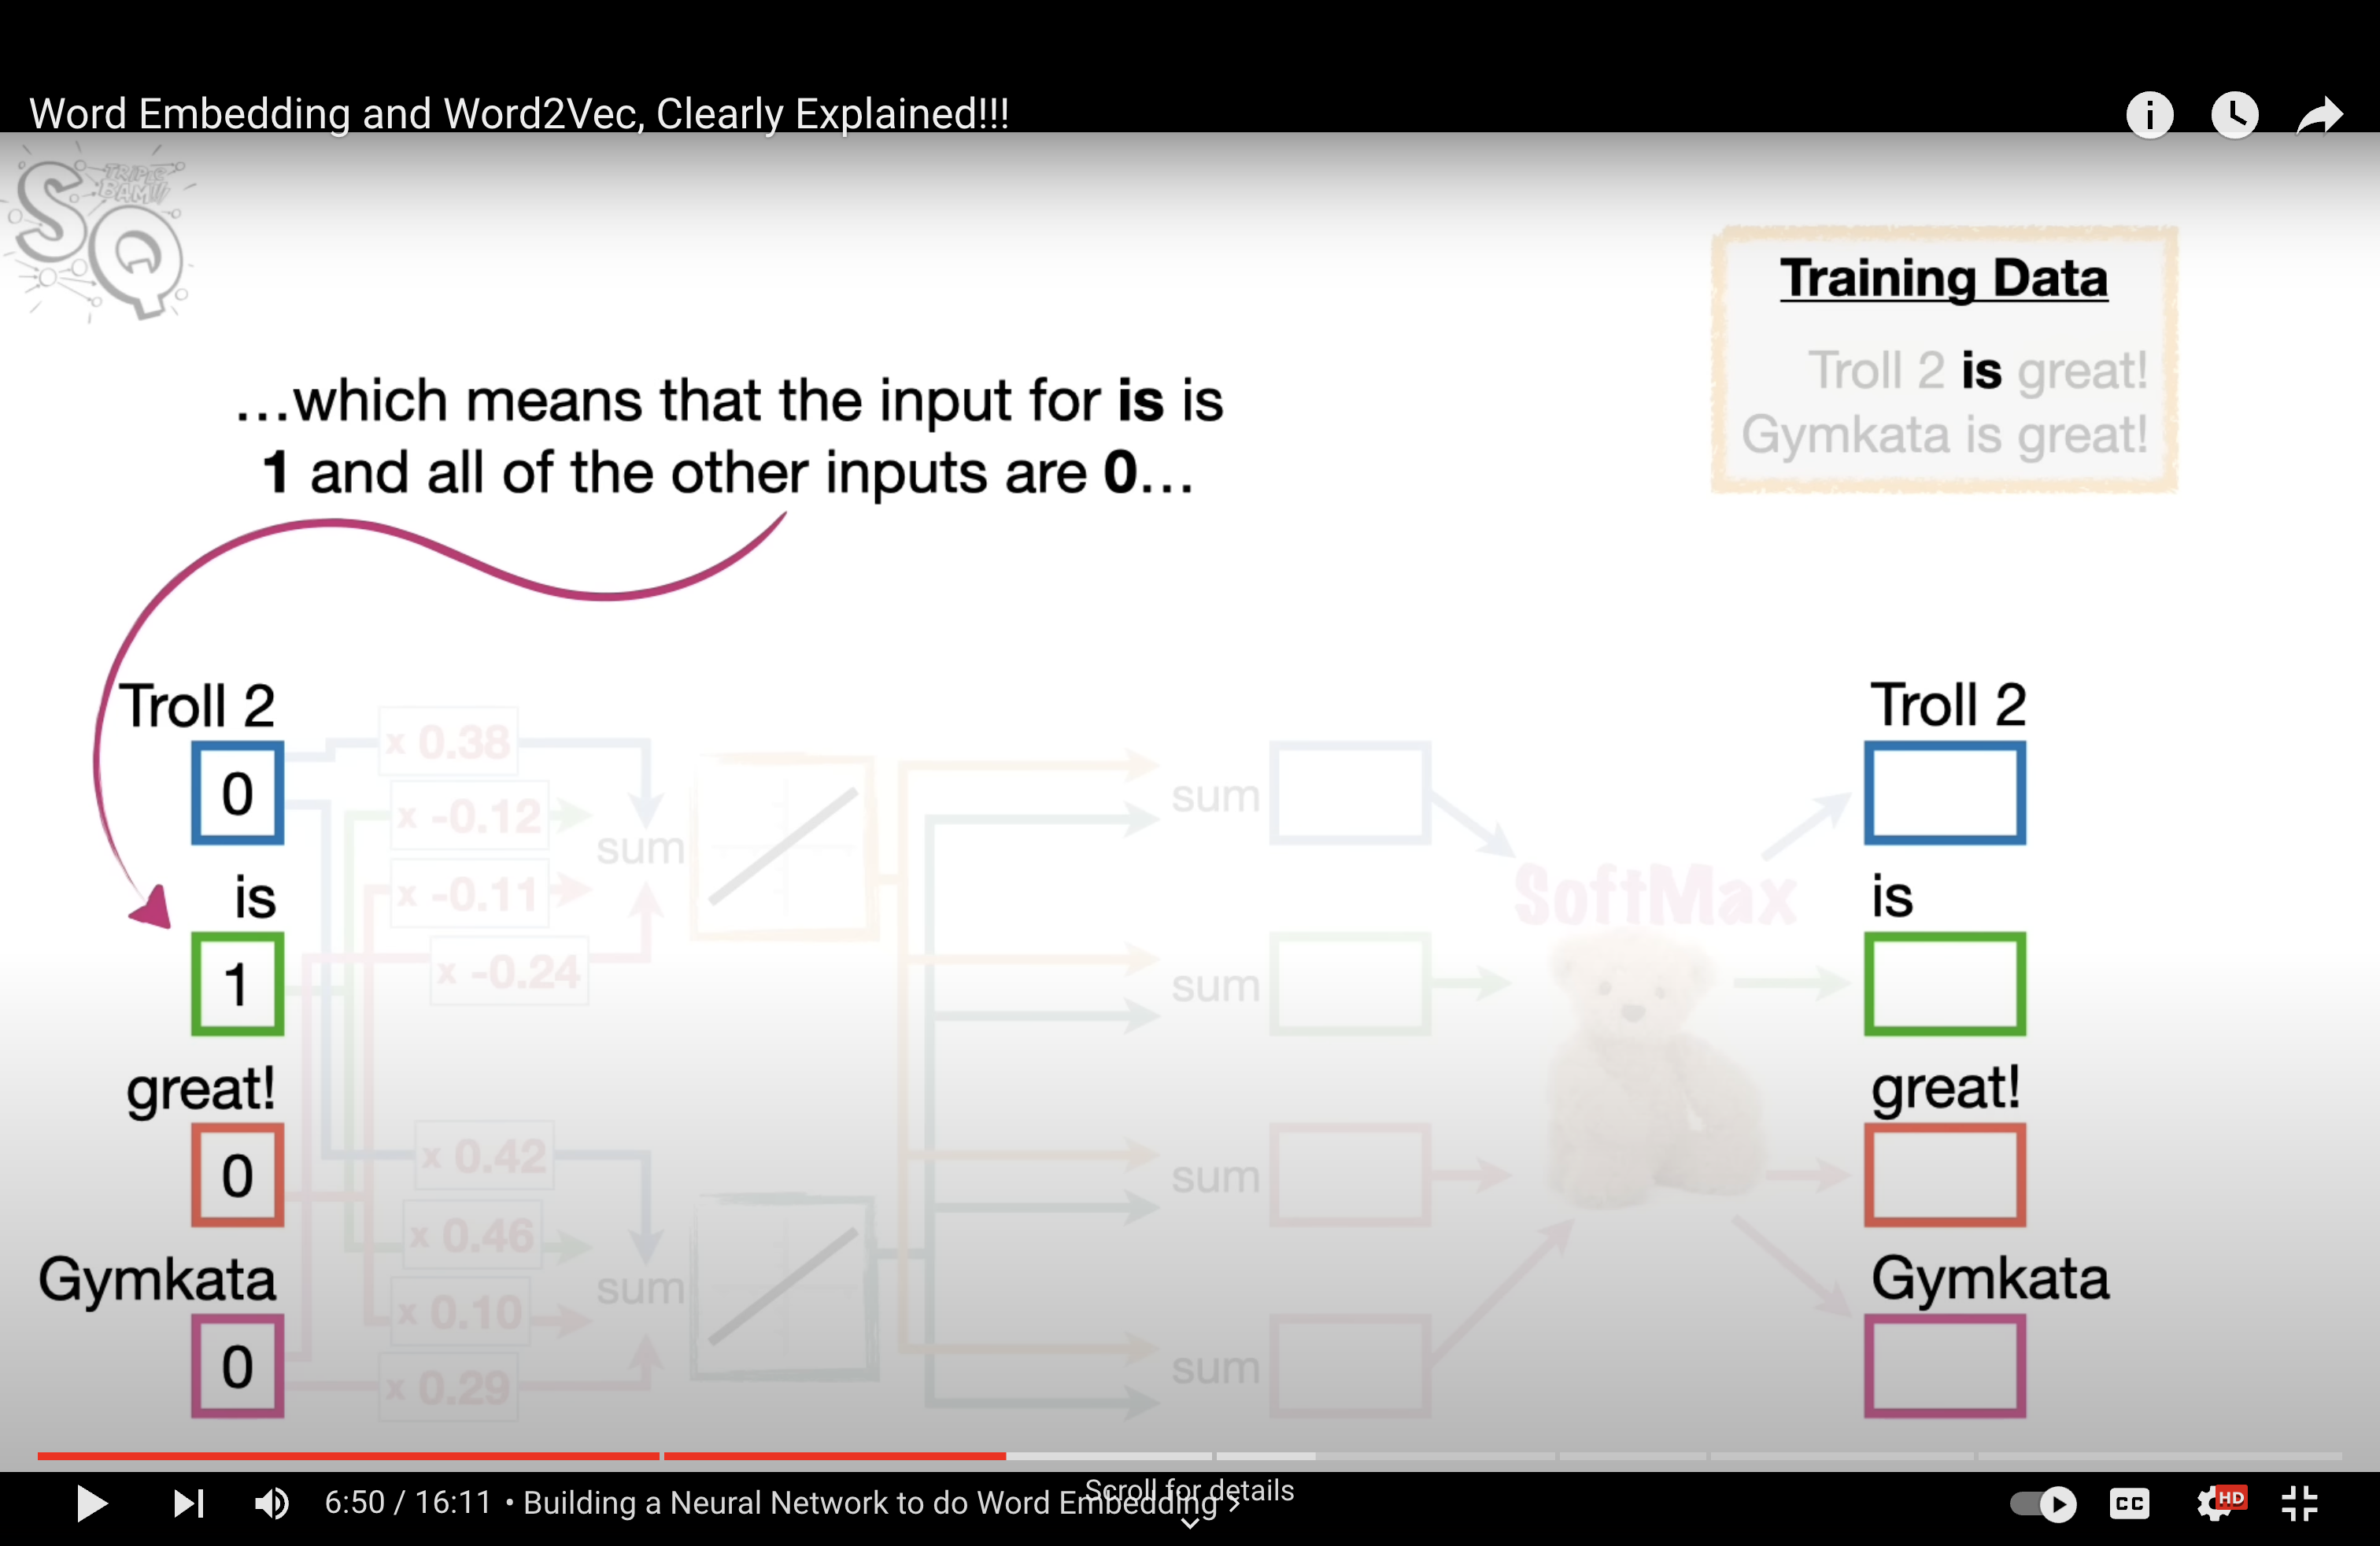 Word Embedding and Word2Vec, Clearly Explained!!!
SQ
TRIPLE
BAM!!!
Training Data
Troll 2 is great!
Gymkata is great!
...which means that the input for is is
1 and all of the other inputs are 0...
Troll 2
0
is
1
great!
0
Gymkata
0
x 0.38
x -0.12
x -0.11
x -0.24
sum
x 0.42
x 0.46
x 0.10
x 0.29
sum
sum
sum
sum
sum
SoftMax
Troll 2
is
great!
Gymkata
6:50 / 16:11 • Building a Neural Network to do Word Embedding >
Scroll for details
CC
HD